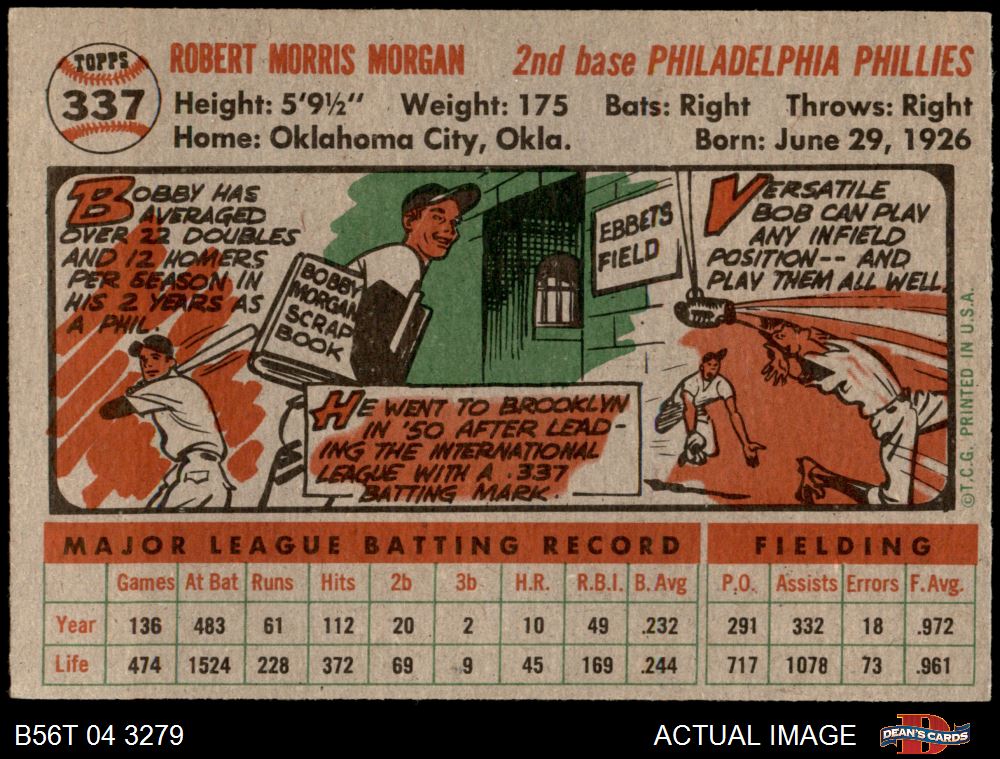 TOPPS
337
ROBERT MORRIS MORGAN 2nd base PHILADELPHIA PHILLIES
Height: 5'9½" Weight: 175 Bats: Right Throws: Right
Home: Oklahoma City, Okla. Born: June 29, 1926
BOBBY HAS
AVERAGED
OVER 22 DOUBLES
AND 12 HOMERS
PER SEASON IN
HIS 2 YEARS AS
A PHIL.
BOBBY
MORGAN
SCRAP
BOOK
EBBETS
FIELD
HE WENT TO BROOKLYN
IN '50 AFTER LEAD-
ING THE INTERNATIONAL
LEAGUE WITH A .337
BATTING MARK.
VERSATILE
BOB CAN PLAY
ANY INFIELD
POSITION -- AND
PLAY THEM ALL WELL.
©T.C.G. PRINTED IN U.S.A.
MAJOR LEAGUE BATTING RECORD FIELDING
Games At Bat Runs Hits 2b 3b H.R. R.B.I. B. Avg P.O. Assists Errors F. Avg.
Year 136 483 61 112 20 2 10 49 .232 291 332 18 .972
Life 474 1524 228 372 69 9 45 169 .244 717 1078 73 .961
B56T 04 3279 ACTUAL IMAGE D DEAN'S CARDS